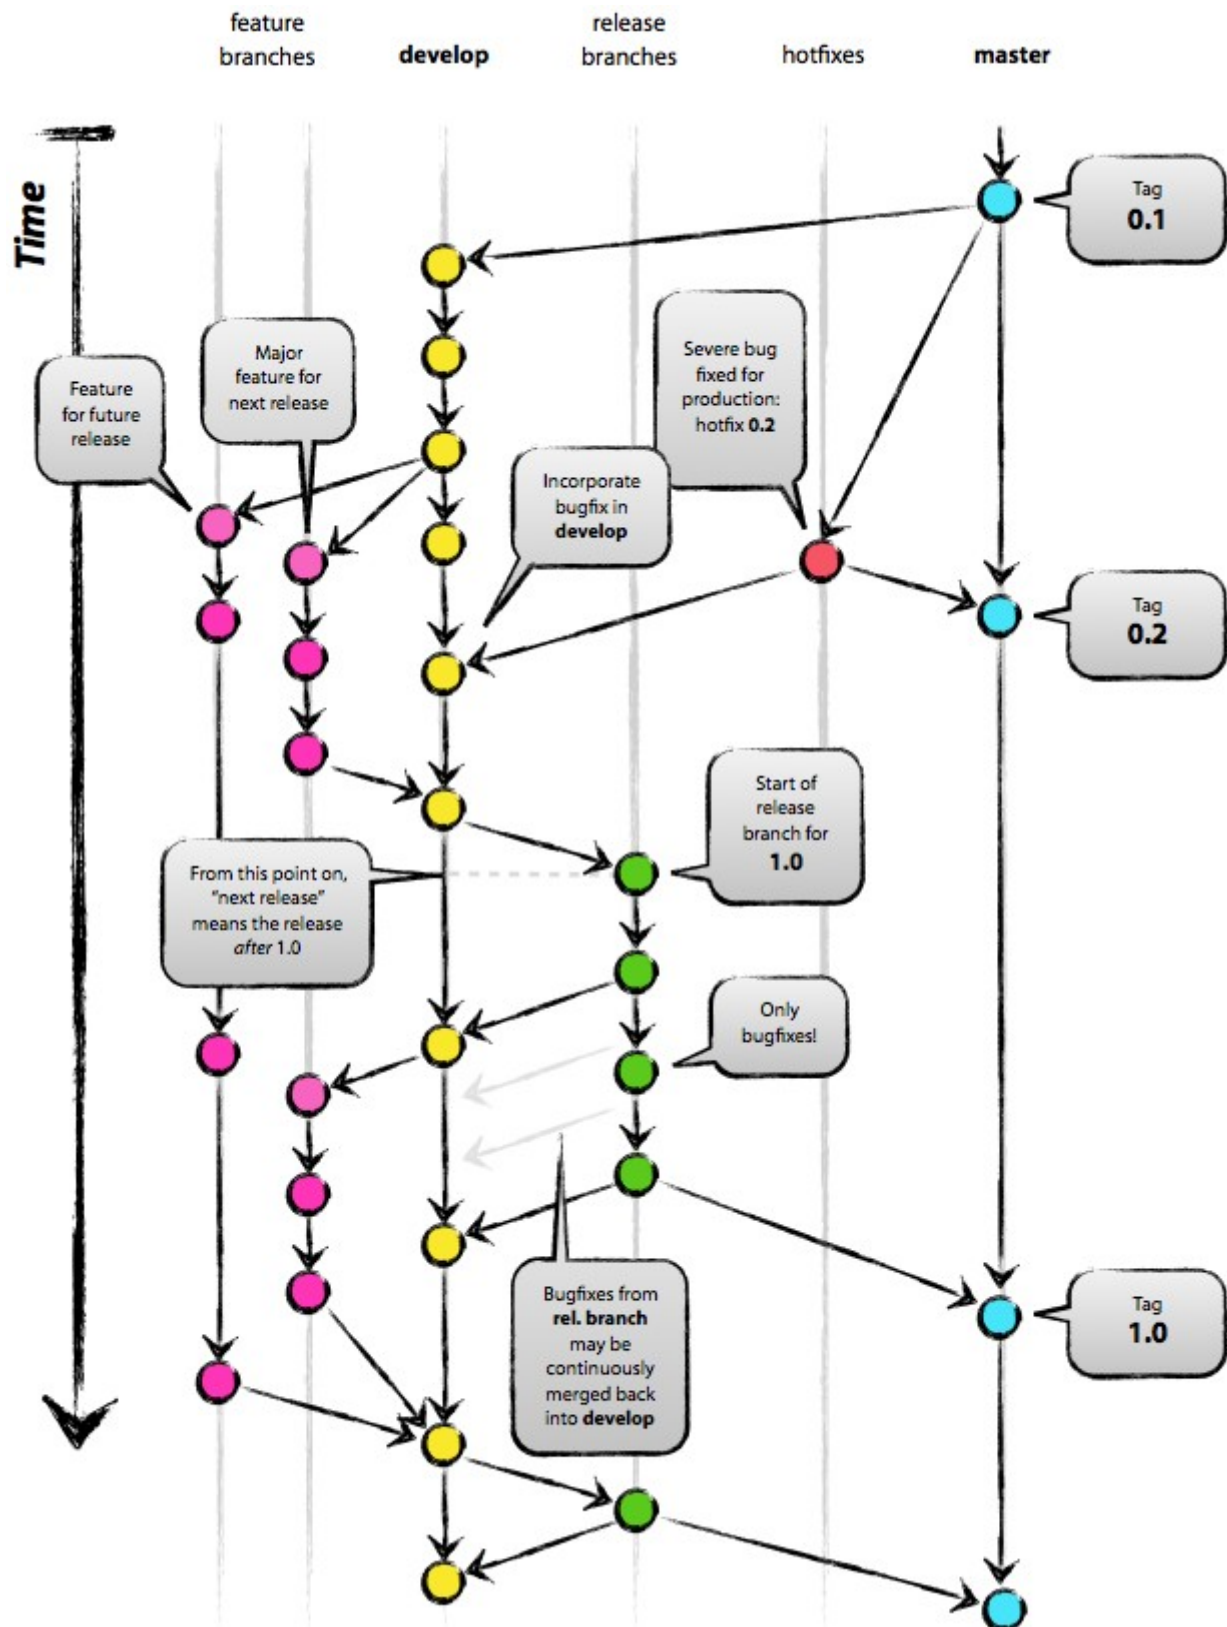 feature
branches
develop
release
branches
hotfixes
master
Time
Tag
0.1
Major
feature for
next release
Feature
for future
release
Severe bug
fixed for
production:
hotfix 0.2
Incorporate
bugfix in
develop
Tag
0.2
Start of
release
branch for
1.0
From this point on,
“next release”
means the release
after 1.0
Only
bugfixes!
Bugfixes from
rel. branch
may be
continuously
merged back
into develop
Tag
1.0